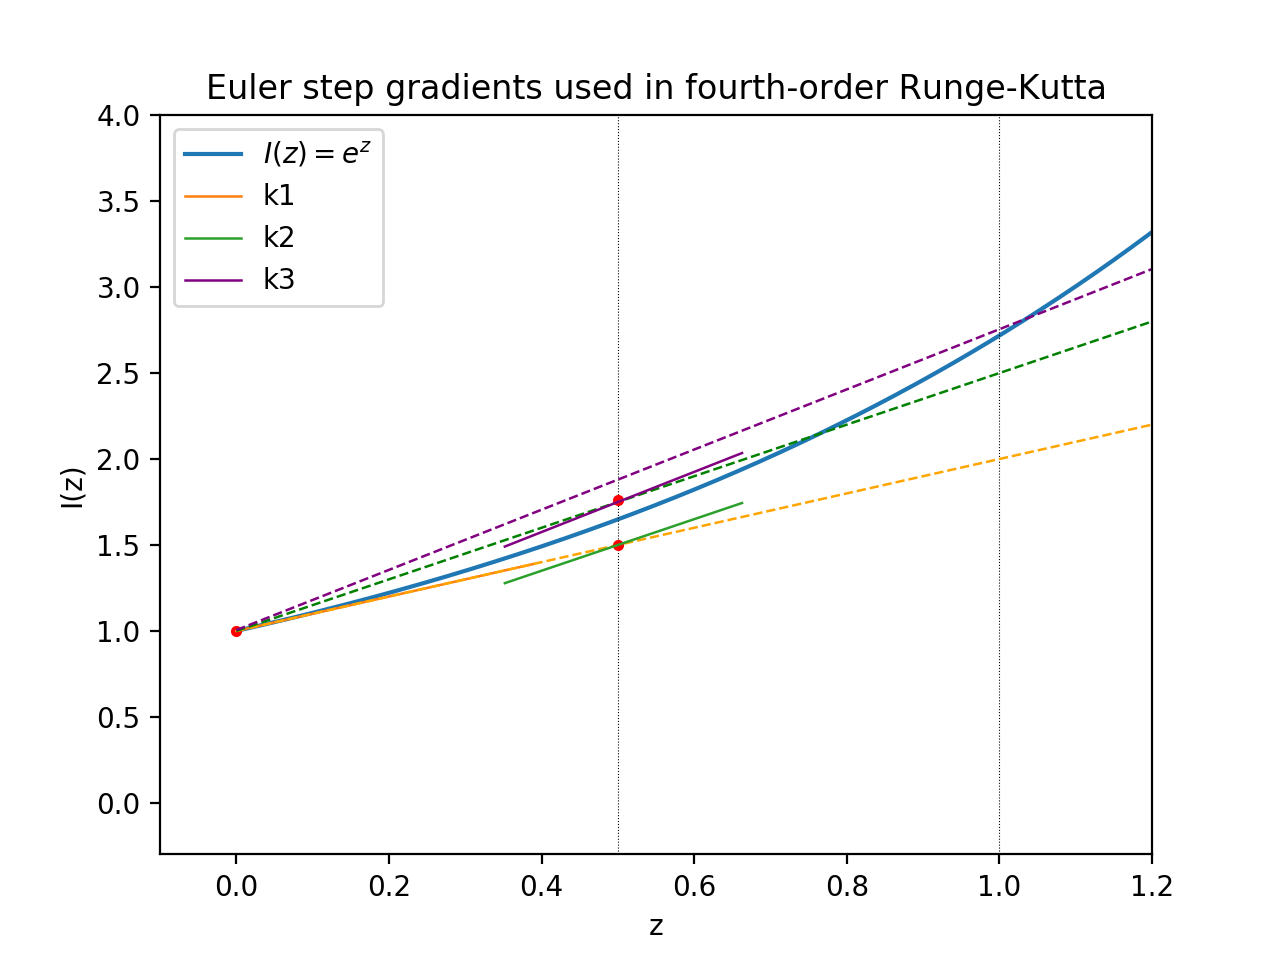 Euler step gradients used in fourth-order Runge-Kutta
4.0
3.5
3.0
2.5
2.0
1.5
1.0
0.5
0.0
I(z)
I(z) = e^z
k1
k2
k3
0.0 0.2 0.4 0.6 0.8 1.0 1.2
z